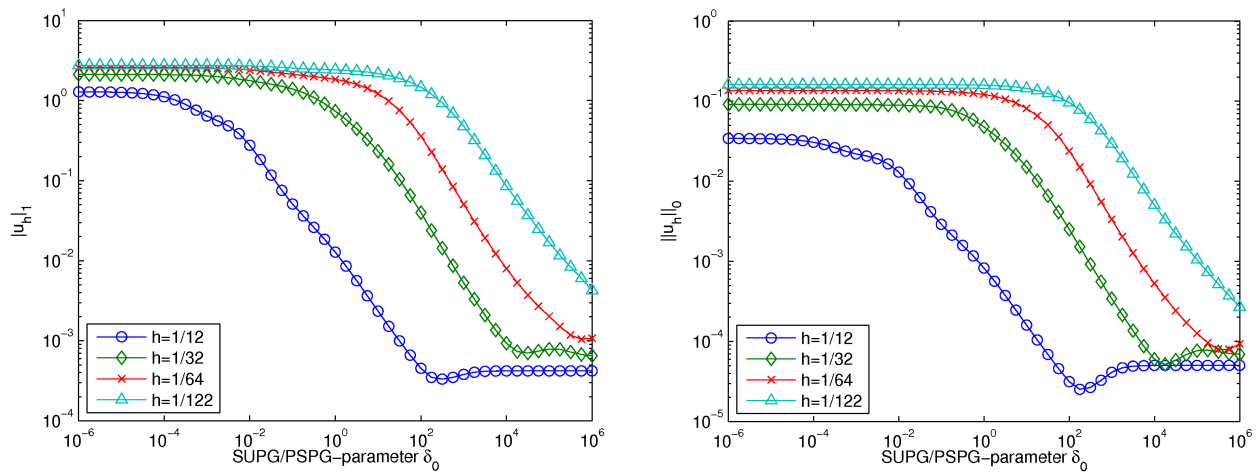 10^1
10^0
10^-1
10^-2
10^-3
10^-4
|u_h|_1
h=1/12
h=1/32
h=1/64
h=1/122
10^-6 10^-4 10^-2 10^0 10^2 10^4 10^6
SUPG/PSPG-parameter δ_0
10^0
10^-1
10^-2
10^-3
10^-4
10^-5
||u_h||_0
h=1/12
h=1/32
h=1/64
h=1/122
10^-6 10^-4 10^-2 10^0 10^2 10^4 10^6
SUPG/PSPG-parameter δ_0